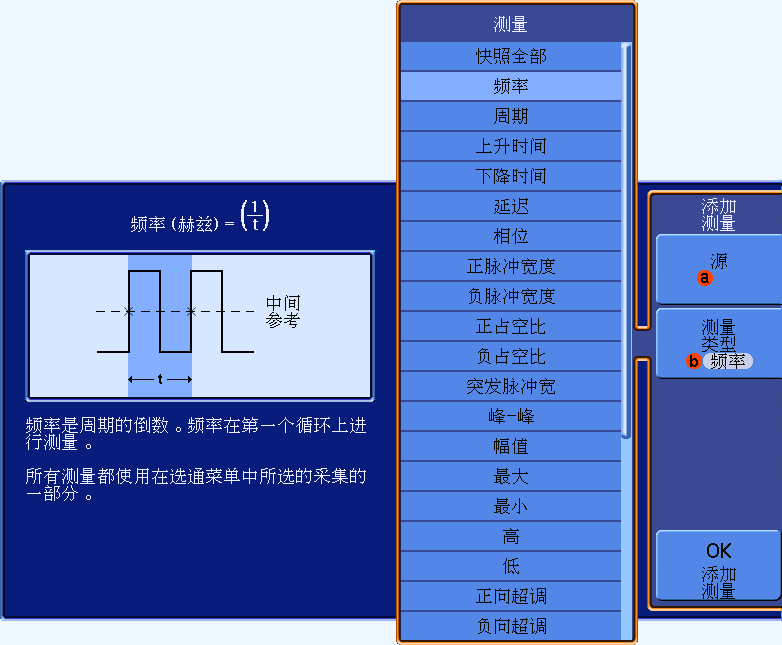 测量
快照全部
频率
周期
上升时间
下降时间
延迟
相位
正脉冲宽度
负脉冲宽度
正占空比
负占空比
突发脉冲宽
峰-峰
幅值
最大
最小
高
低
正向超调
负向超调
频率 (赫兹) = (1/t)
中间
参考
t
频率是周期的倒数。频率在第一个循环上进
行测量。
所有测量都使用在选通菜单中所选的采集的
一部分。
添加
测量
源
a
测量
类型
b 频率
OK
添加
测量